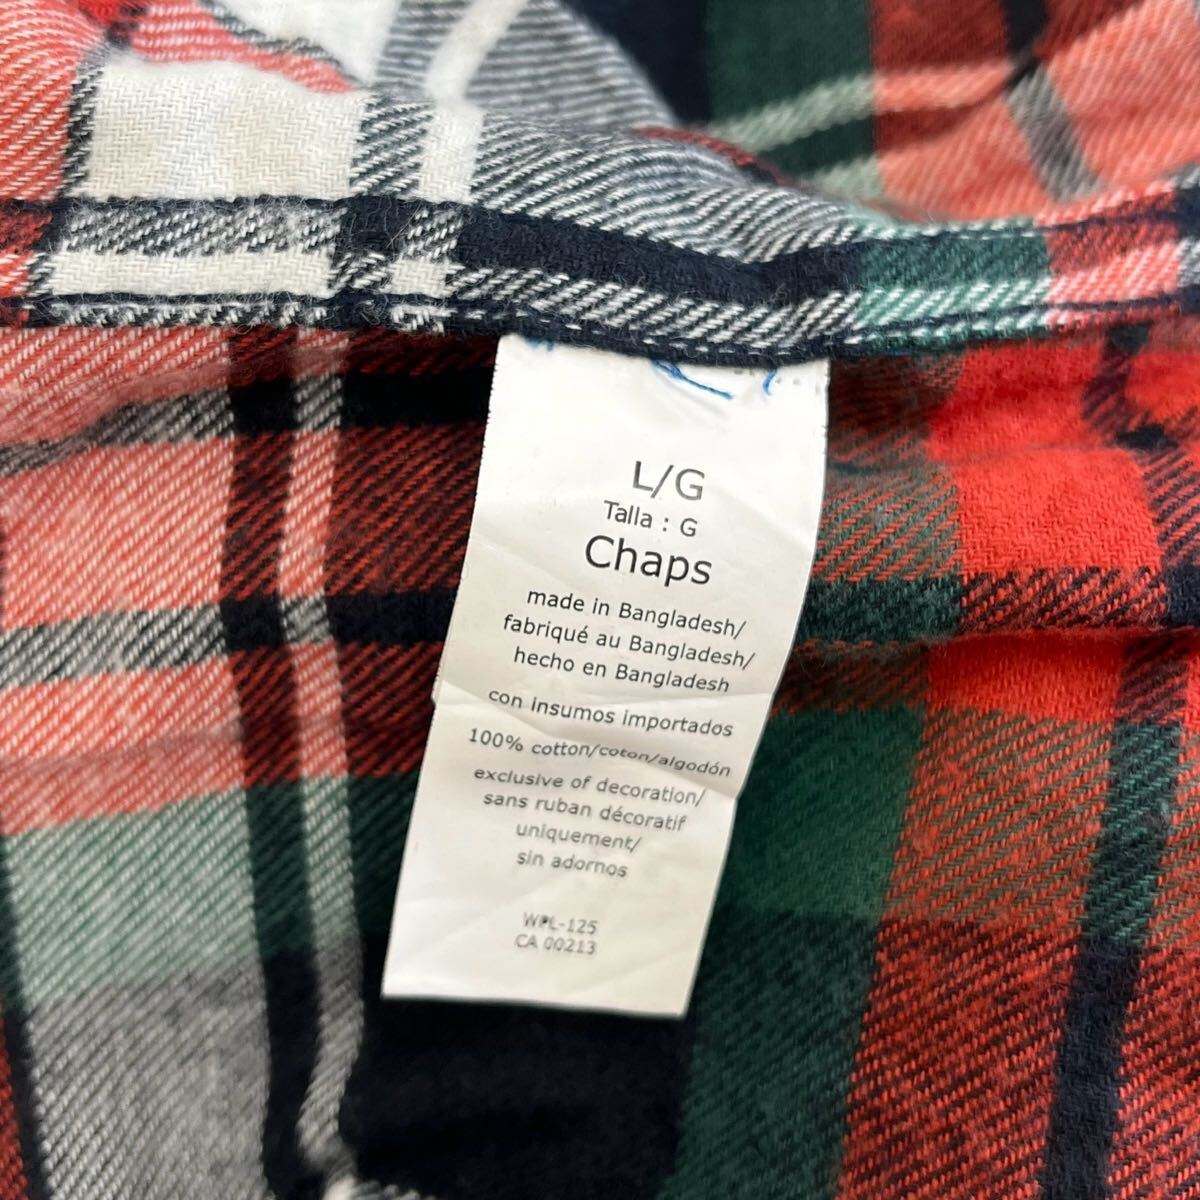 L/G
Talla : G
Chaps
made in Bangladesh/
fabriqué au Bangladesh/
hecho en Bangladesh
con insumos importados
100% cotton/coton/algodón
exclusive of decoration/
sans ruban décoratif
uniquement/
sin adornos
WPL-125
CA 00213